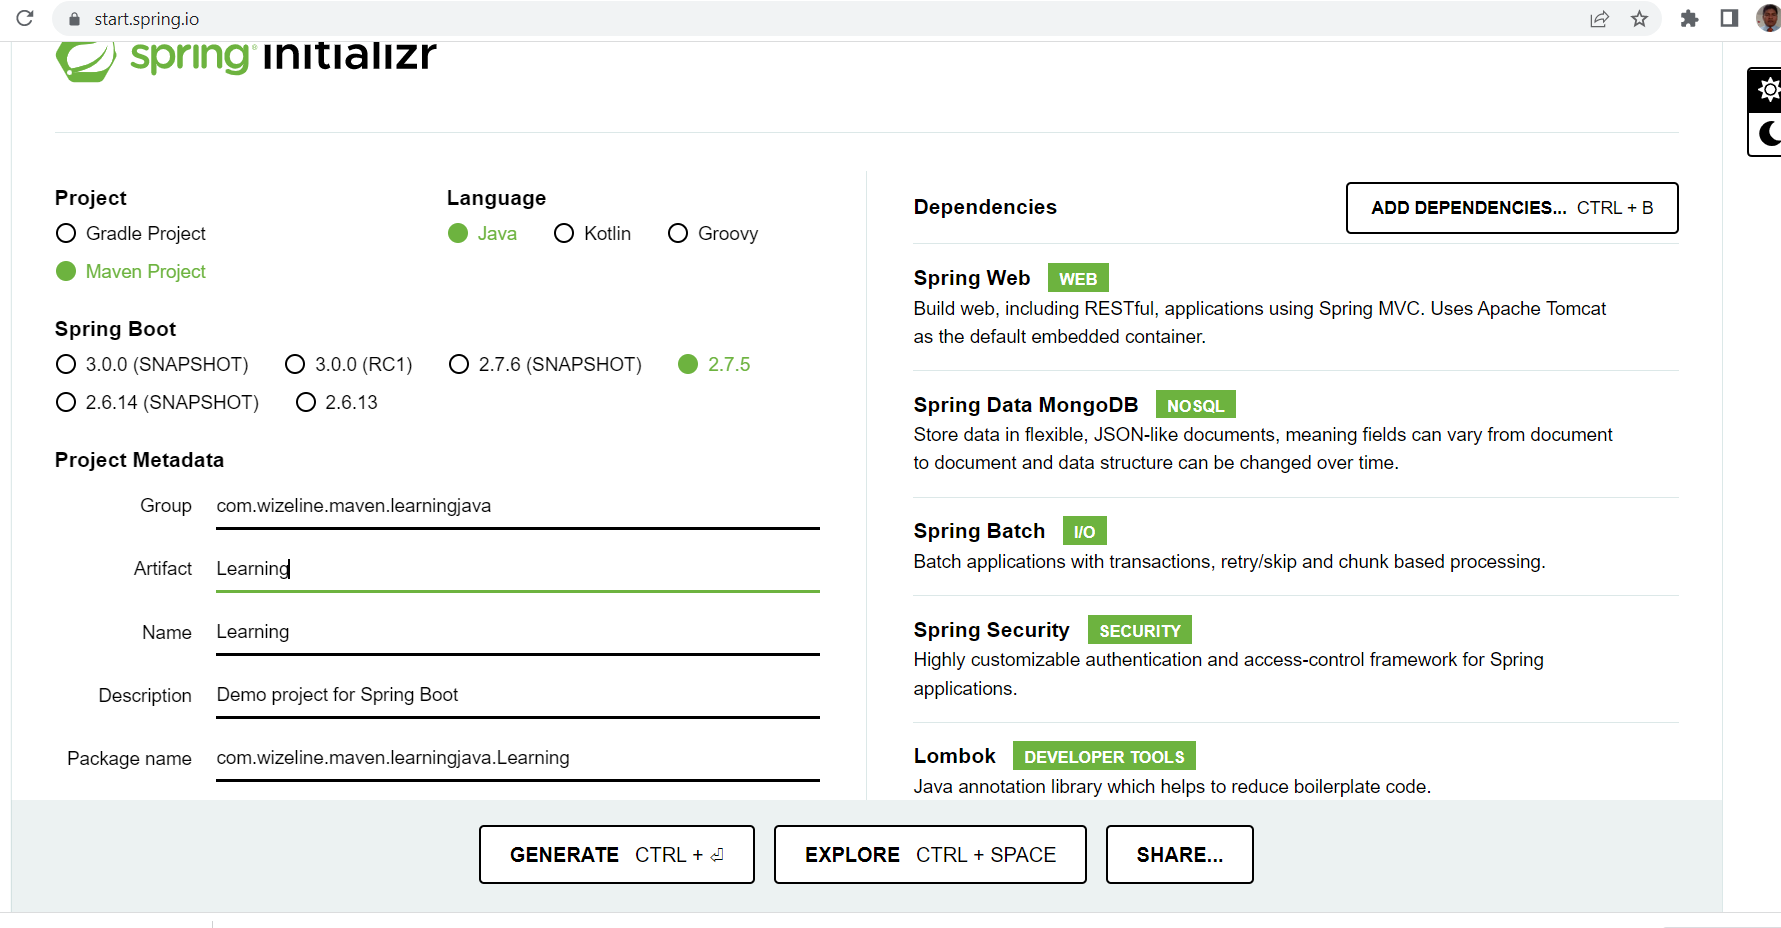 start.spring.io
spring initializr
Project
Gradle Project
Maven Project
Language
Java Kotlin Groovy
Spring Boot
3.0.0 (SNAPSHOT) 3.0.0 (RC1) 2.7.6 (SNAPSHOT) 2.7.5
2.6.14 (SNAPSHOT) 2.6.13
Project Metadata
Group com.wizeline.maven.learningjava
Artifact Learning
Name Learning
Description Demo project for Spring Boot
Package name com.wizeline.maven.learningjava.Learning
Dependencies
ADD DEPENDENCIES... CTRL + B
Spring Web WEB
Build web, including RESTful, applications using Spring MVC. Uses Apache Tomcat
as the default embedded container.
Spring Data MongoDB NOSQL
Store data in flexible, JSON-like documents, meaning fields can vary from document
to document and data structure can be changed over time.
Spring Batch I/O
Batch applications with transactions, retry/skip and chunk based processing.
Spring Security SECURITY
Highly customizable authentication and access-control framework for Spring
applications.
Lombok DEVELOPER TOOLS
Java annotation library which helps to reduce boilerplate code.
GENERATE CTRL + ⏎
EXPLORE CTRL + SPACE
SHARE...